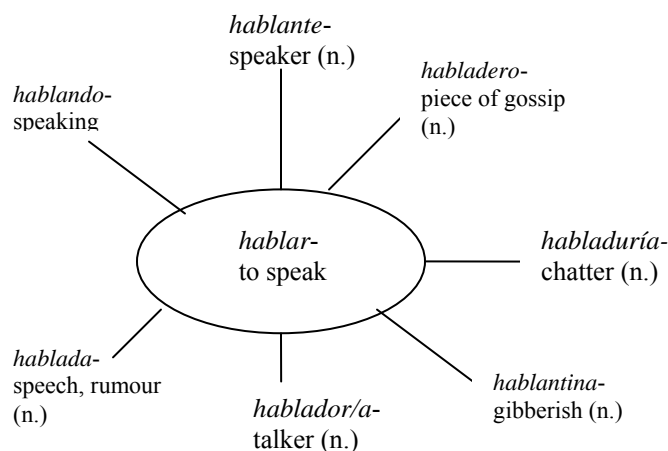 hablante-
speaker (n.)
habladero-
piece of gossip
(n.)
hablando-
speaking
hablar-
to speak
habladuría-
chatter (n.)
hablada-
speech, rumour
(n.)
hablador/a-
talker (n.)
hablantina-
gibberish (n.)